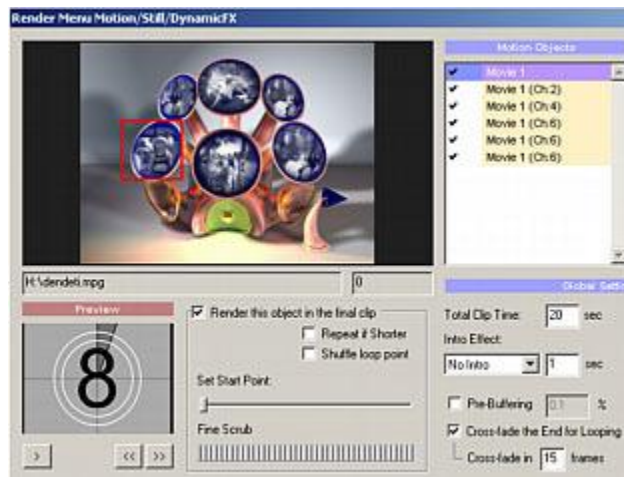 Render Menu Motion/Still/DynamicFX
Motion Objects
Movie 1
Movie 1 (Ch:2)
Movie 1 (Ch:4)
Movie 1 (Ch:6)
Movie 1 (Ch:6)
Movie 1 (Ch:6)
H:\dendeti.mpg
0
Global Setti
Preview
8
Render this object in the final clip
Repeat if Shorter
Shuffle loop point
Set Start Point:
Fine Scrub
>
<<
>>
Total Clip Time: 20 sec
Intro Effect:
No Intro 1 sec
Pre-Buffering 0.1 %
Cross-fade the End for Looping
Cross-fade in 15 frames